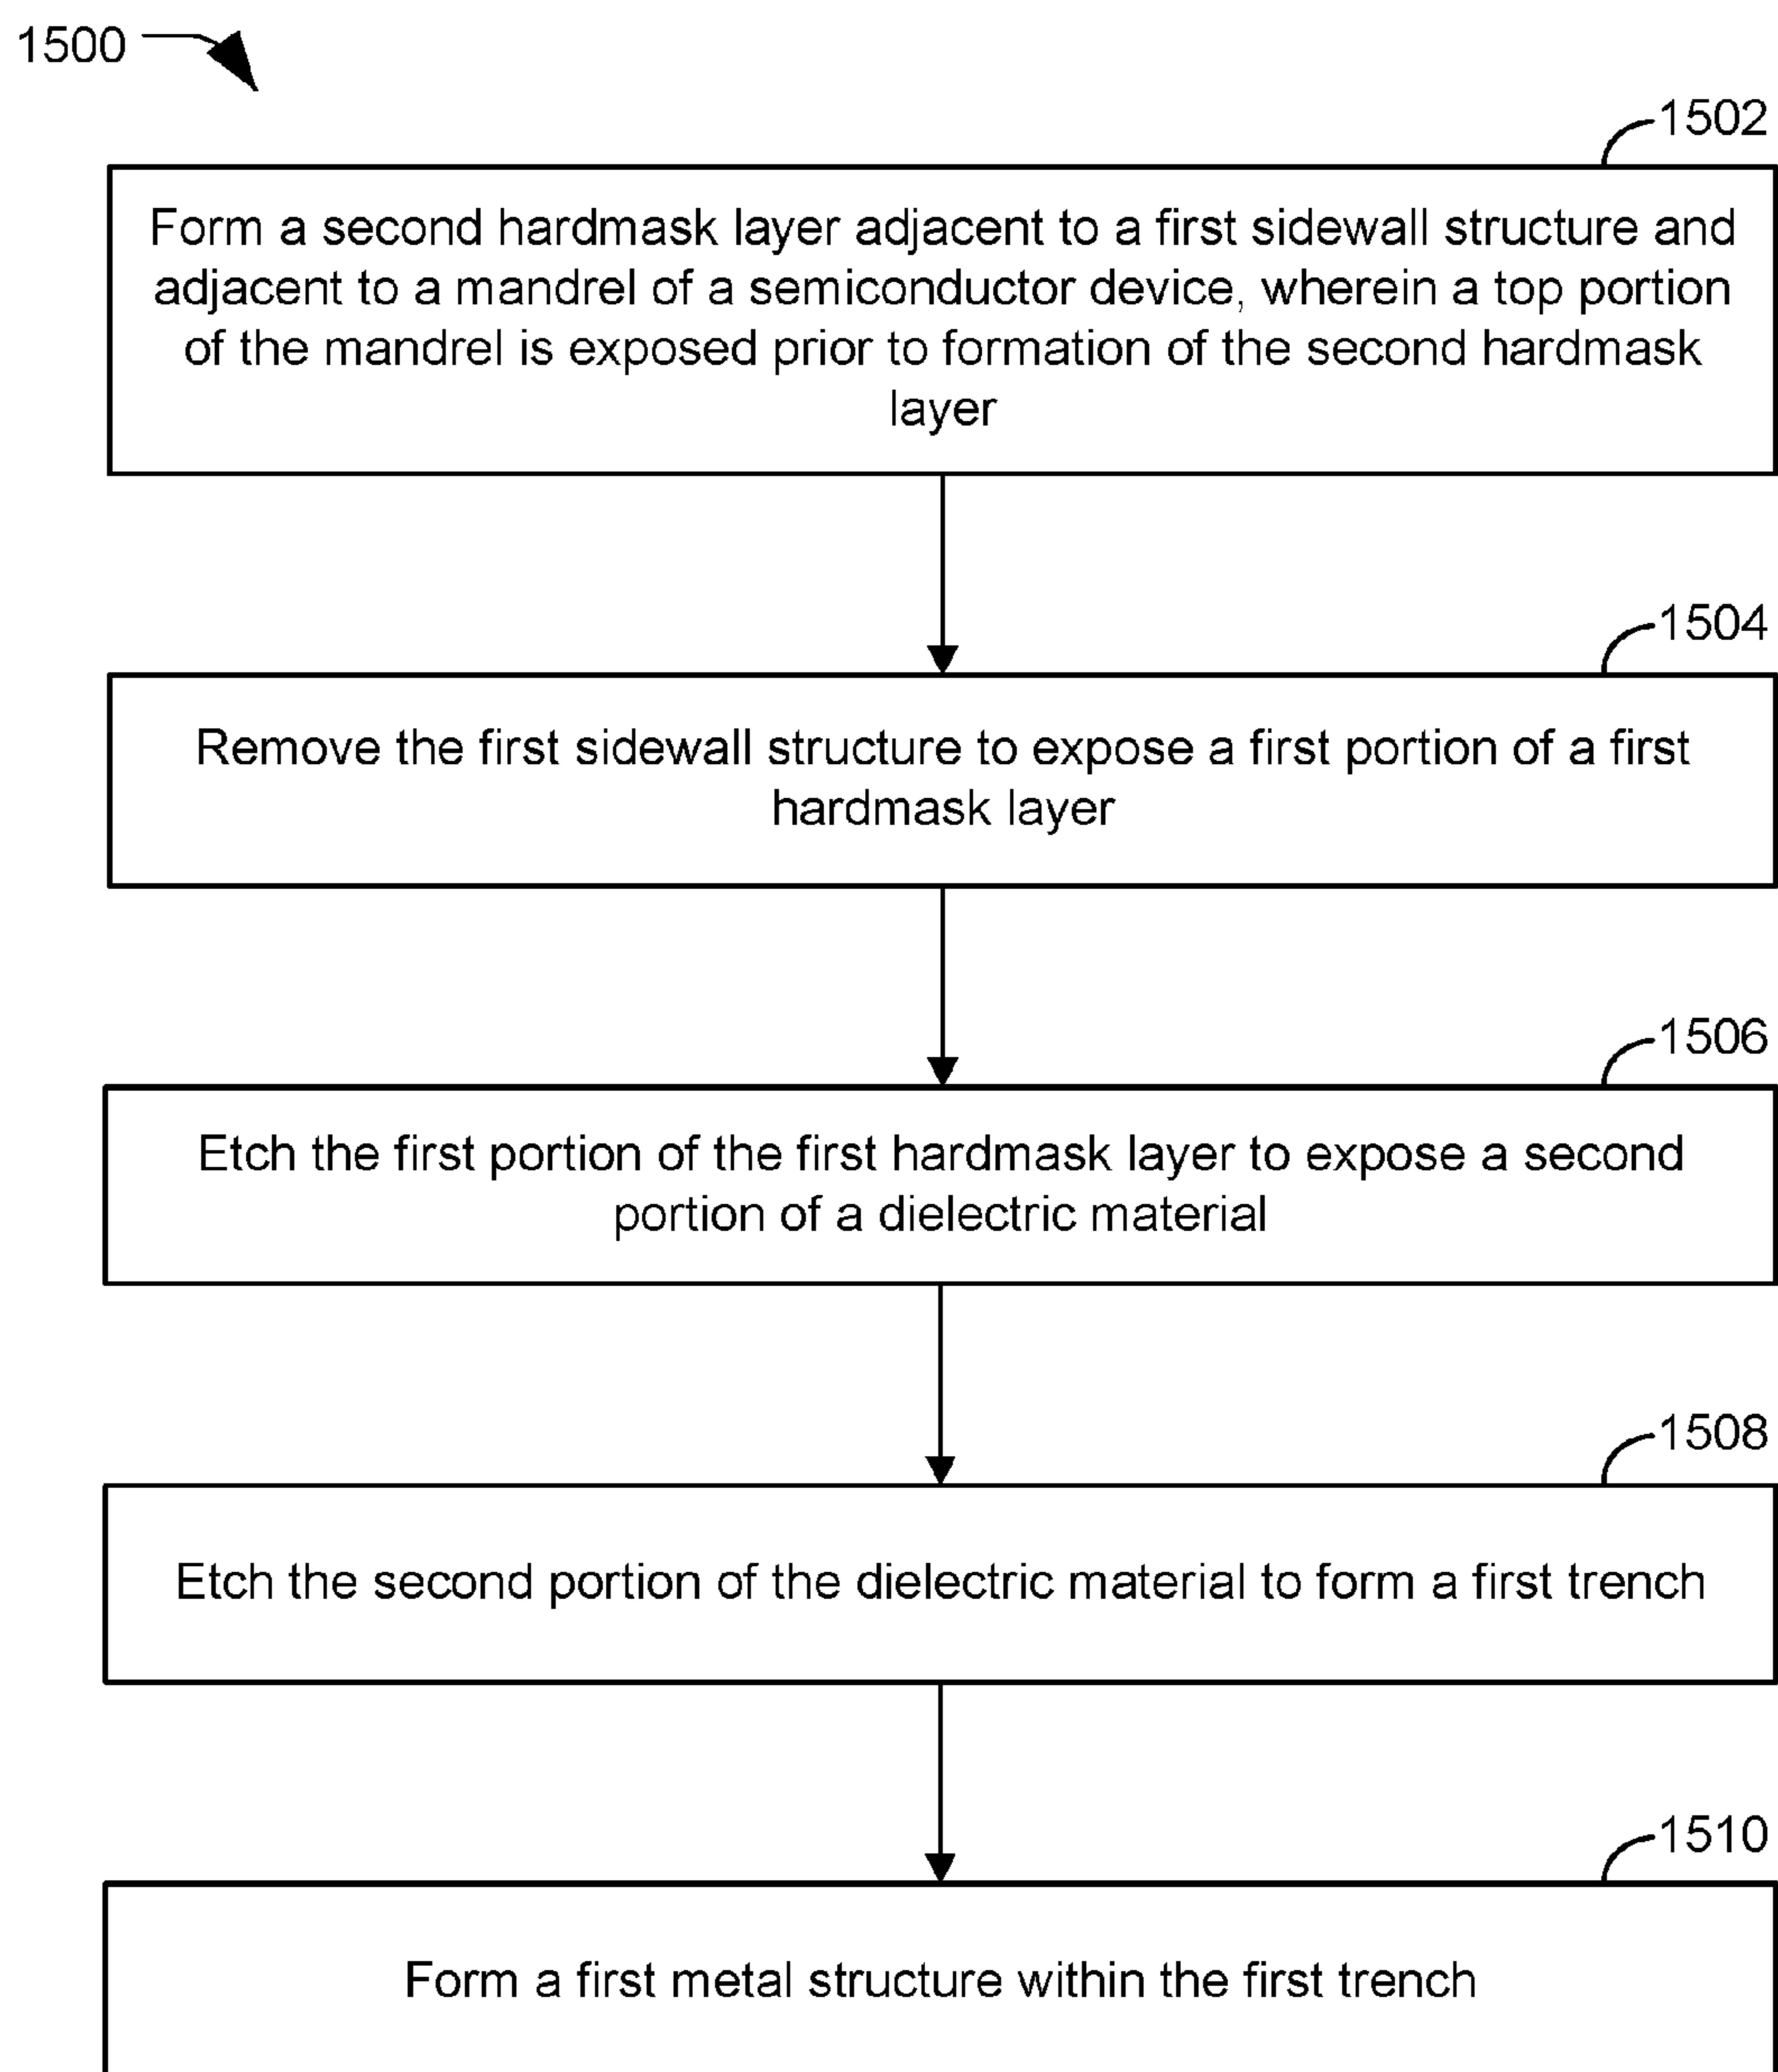 1500
1502
Form a second hardmask layer adjacent to a first sidewall structure and
adjacent to a mandrel of a semiconductor device, wherein a top portion
of the mandrel is exposed prior to formation of the second hardmask
layer
1504
Remove the first sidewall structure to expose a first portion of a first
hardmask layer
1506
Etch the first portion of the first hardmask layer to expose a second
portion of a dielectric material
1508
Etch the second portion of the dielectric material to form a first trench
1510
Form a first metal structure within the first trench